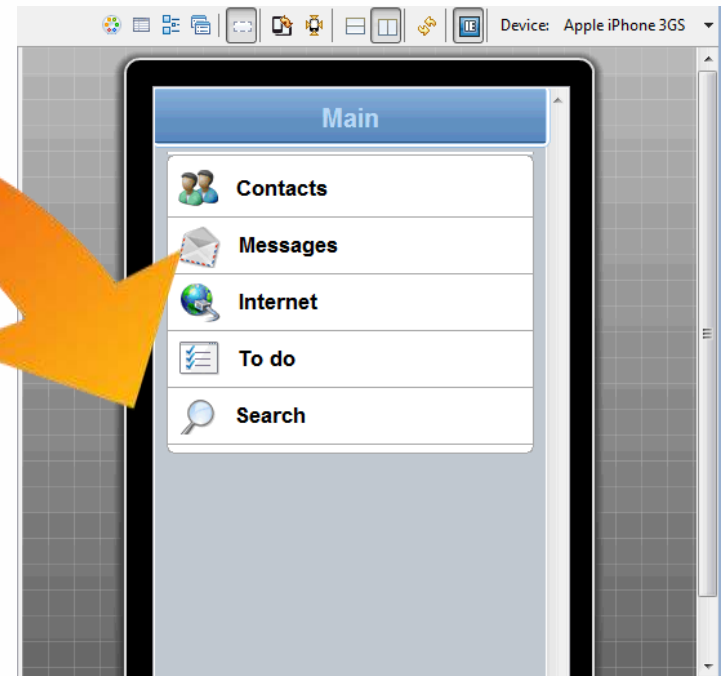 Device: Apple iPhone 3GS
Main
Contacts
Messages
Internet
To do
Search